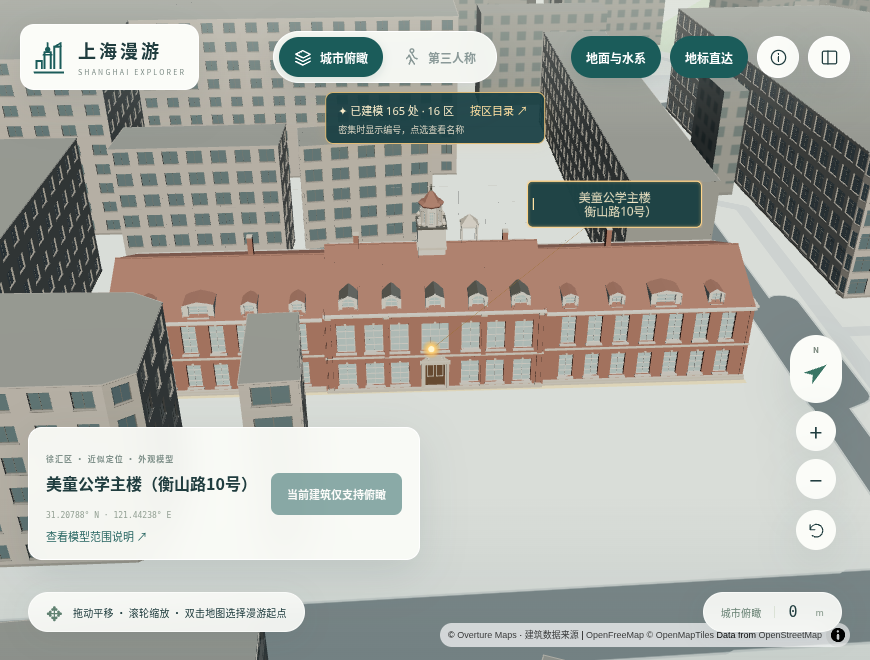 上海漫游
SHANGHAI EXPLORER
城市俯瞰
第三人称
地面与水系
地标直达
✦ 已建模 165 处 · 16 区 按区目录 ↗
密集时显示编号，点选查看名称
美童公学主楼
衡山路10号）
N
徐汇区 · 近似定位 · 外观模型
美童公学主楼（衡山路10号）
当前建筑仅支持俯瞰
31.20788° N · 121.44238° E
查看模型范围说明 ↗
拖动平移 · 滚轮缩放 · 双击地图选择漫游起点
城市俯瞰 0 m
© Overture Maps · 建筑数据来源 | OpenFreeMap © OpenMapTiles Data from OpenStreetMap